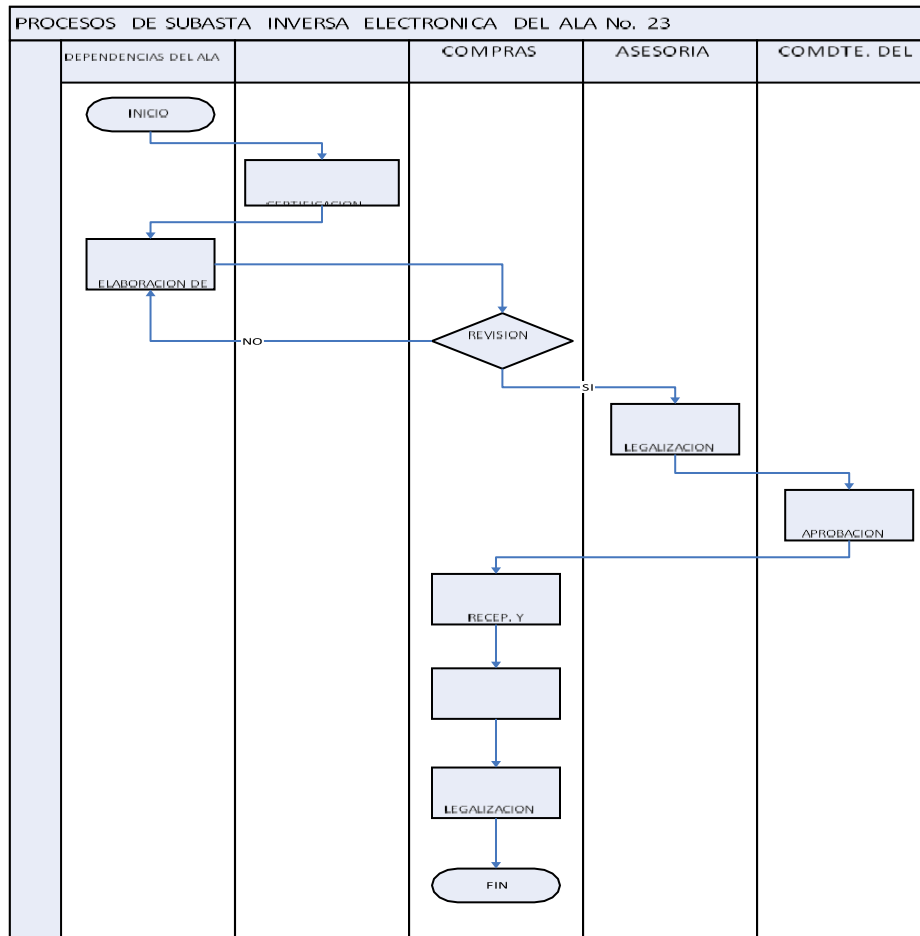 PROCESOS DE SUBASTA INVERSA ELECTRONICA DEL ALA No. 23
DEPENDENCIAS DEL ALA
COMPRAS
ASESORIA
COMDTE. DEL
INICIO
CERTIFICACION
ELABORACION DE
REVISION
NO
SI
LEGALIZACION
APROBACION
RECEP. Y
LEGALIZACION
FIN